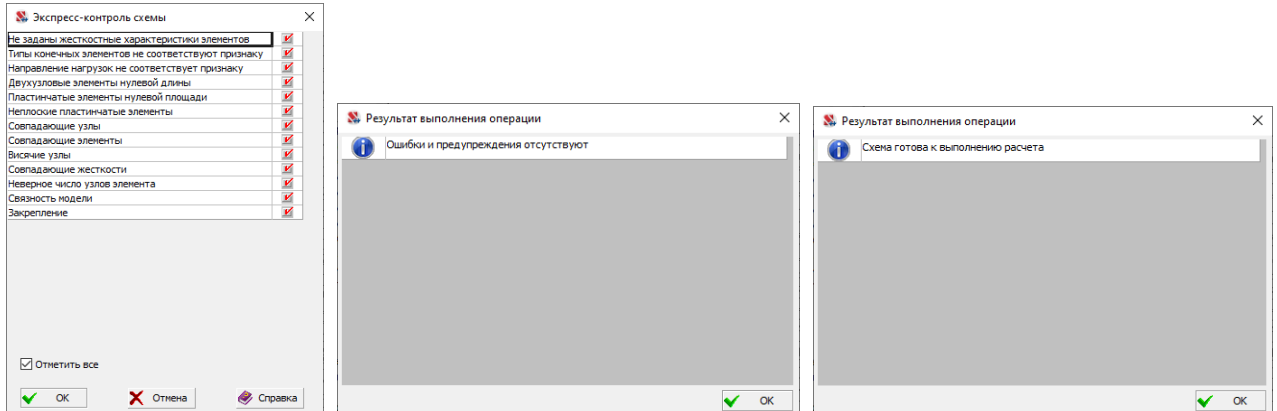 Экспресс-контроль схемы
Не заданы жесткостные характеристики элементов
Типы конечных элементов не соответствуют признаку
Направление нагрузок не соответствует признаку
Двухузловые элементы нулевой длины
Пластинчатые элементы нулевой площади
Неплоские пластинчатые элементы
Совпадающие узлы
Совпадающие элементы
Висячие узлы
Совпадающие жесткости
Неверное число узлов элемента
Связность модели
Закрепление
Отметить все
ОК
Отмена
Справка
Результат выполнения операции
Ошибки и предупреждения отсутствуют
ОК
Результат выполнения операции
Схема готова к выполнению расчета
ОК